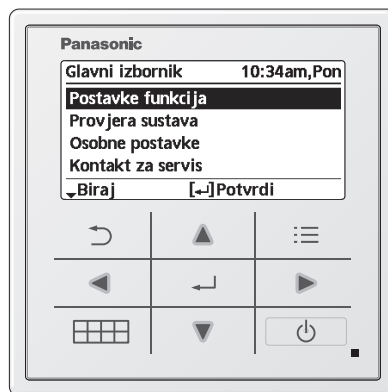 Panasonic
Glavni izbornik 10:34am,Pon
Postavke funkcija
Provjera sustava
Osobne postavke
Kontakt za servis
Biraj [↵]Potvrdi